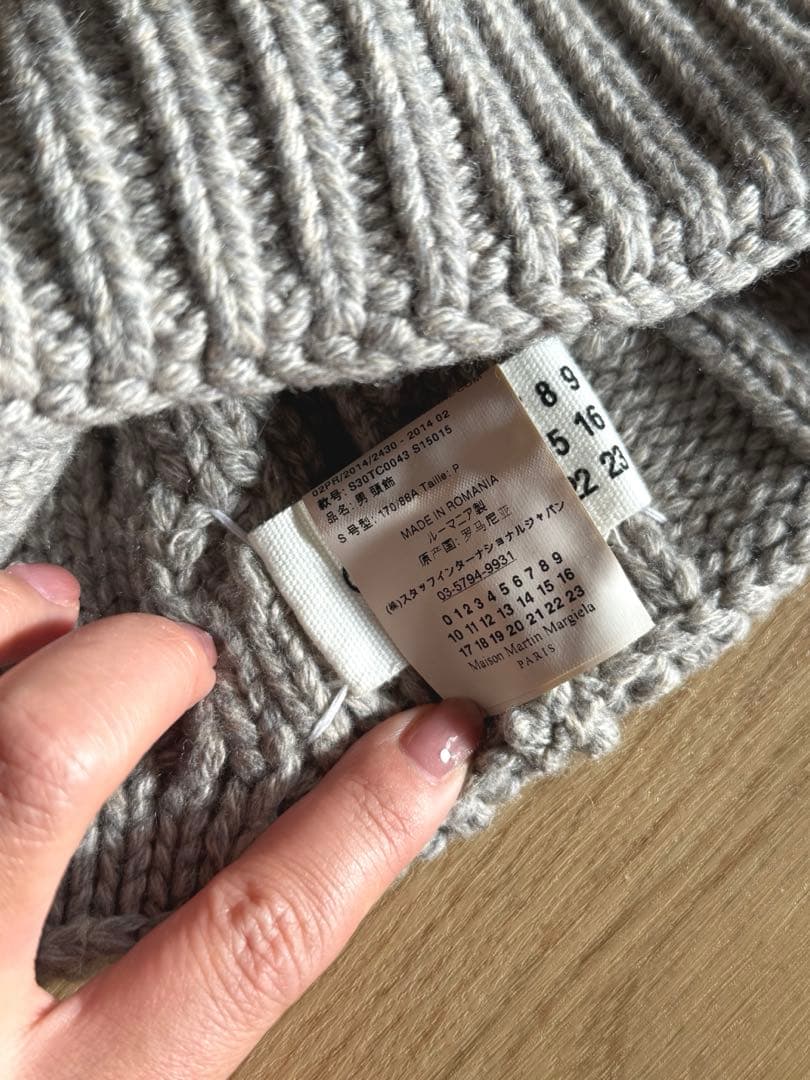 02PR/2014/2430 - 2014 02
款号: S30TC0043 S15015
品名: 男頭飾
S 号型: 170/88A Taille: P
MADE IN ROMANIA
ルーマニア製
原产国: 罗马尼亚
(株)スタッフインターナショナルジャパン
03-5794-9931
0 1 2 3 4 5 6 7 8 9
10 11 12 13 14 15 16
17 18 19 20 21 22 23
Maison Martin Margiela
PARIS
8 9
5 16
22 23